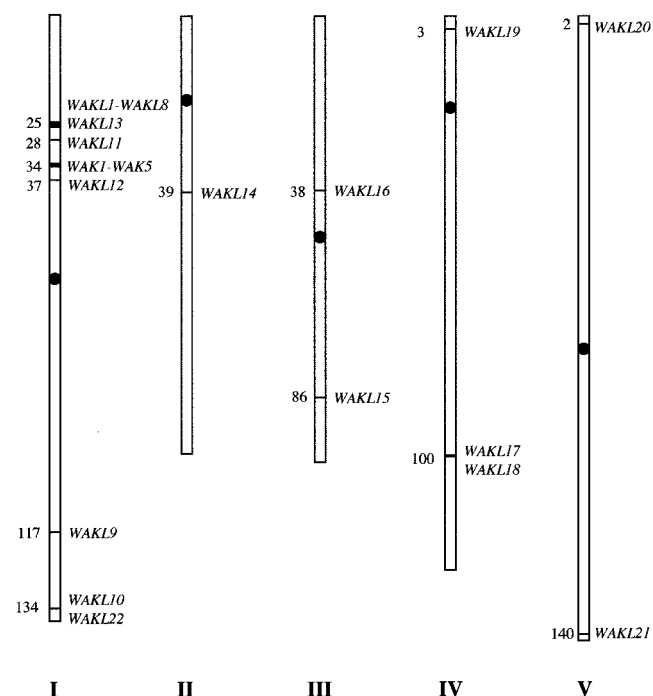 3 WAKL19
2 WAKL20
WAKL1-WAKL8
25 WAKL13
28 WAKL11
34 WAK1-WAK5
37 WAKL12
39 WAKL14
38 WAKL16
86 WAKL15
100 WAKL17
WAKL18
117 WAKL9
134 WAKL10
WAKL22
140 WAKL21
I II III IV V